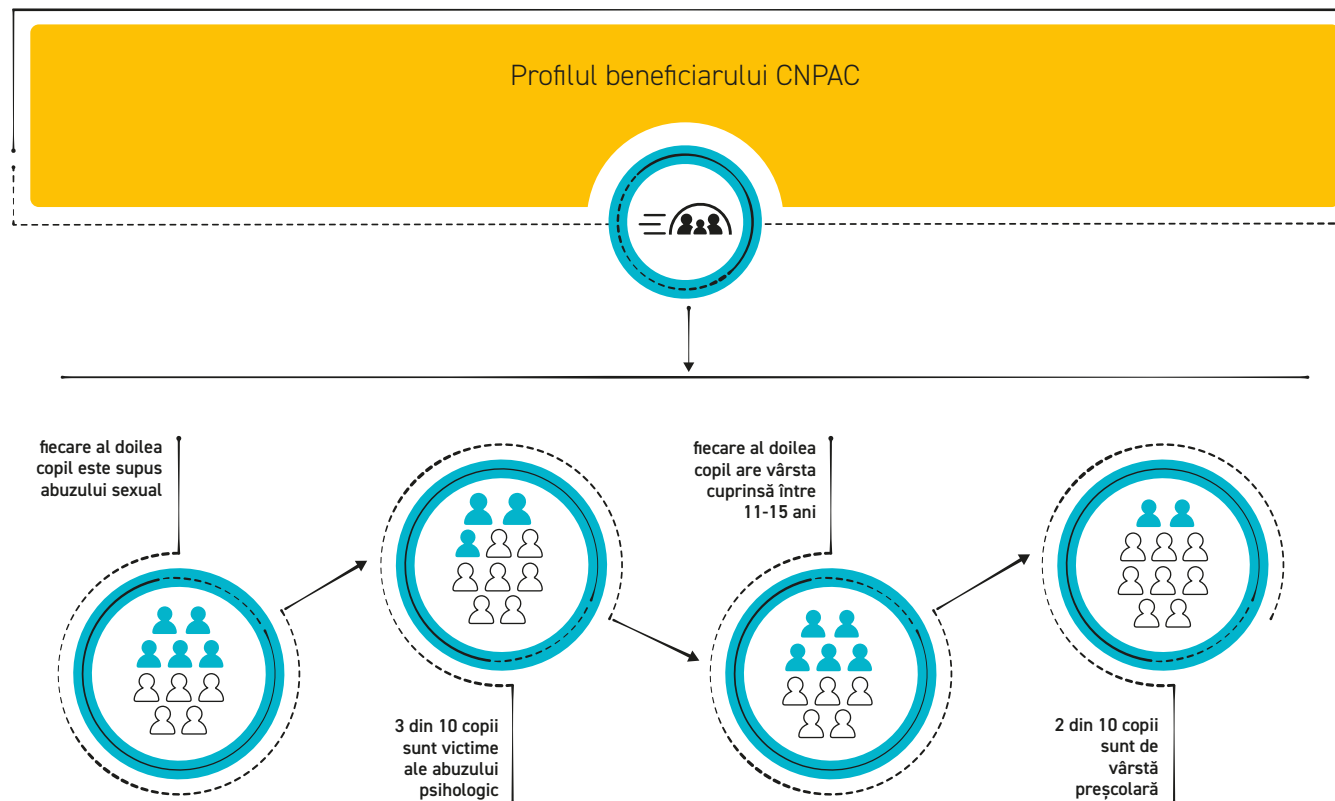 Profilul beneficiarului CNPAC
fiecare al doilea
copil este supus
abuzului sexual
3 din 10 copii
sunt victime
ale abuzului
psihologic
fiecare al doilea
copil are vârsta
cuprinsă între
11-15 ani
2 din 10 copii
sunt de
vârstă
preșcolară